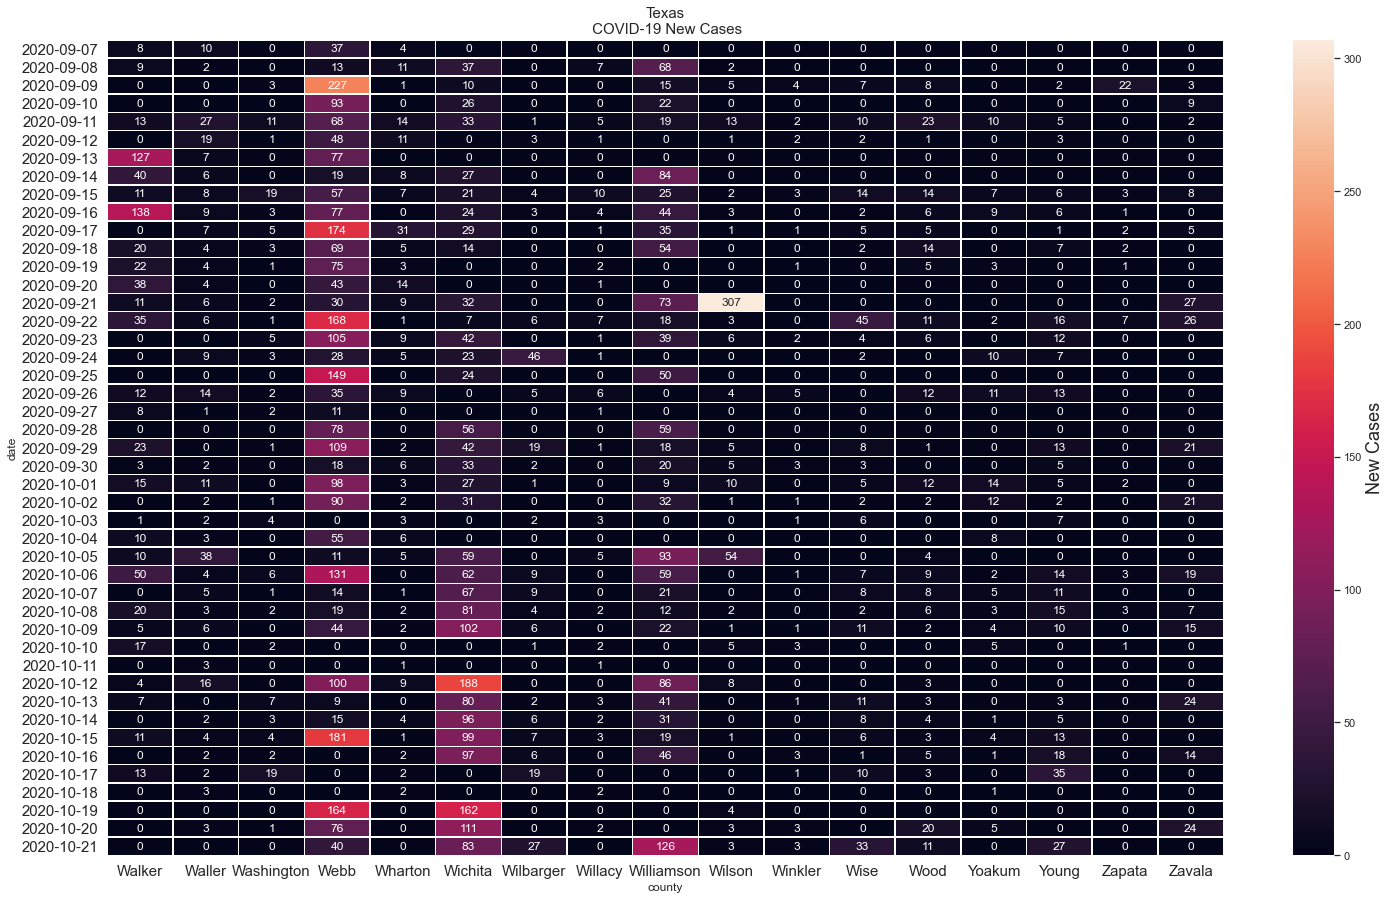 Texas
COVID-19 New Cases
2020-09-07 8 10 0 37 4 0 0 0 0 0 0 0 0 0 0 0 0
2020-09-08 9 2 0 13 11 37 0 7 68 2 0 0 0 0 0 0 0
2020-09-09 0 0 3 227 1 10 0 0 15 5 4 7 8 0 2 22 3
2020-09-10 0 0 0 93 0 26 0 0 22 0 0 0 0 0 0 0 9
2020-09-11 13 27 11 68 14 33 1 5 19 13 2 10 23 10 5 0 2
2020-09-12 0 19 1 48 11 0 3 1 0 1 2 2 1 0 3 0 0
2020-09-13 127 7 0 77 0 0 0 0 0 0 0 0 0 0 0 0 0
2020-09-14 40 6 0 19 8 27 0 0 84 0 0 0 0 0 0 0 0
2020-09-15 11 8 19 57 7 21 4 10 25 2 3 14 14 7 6 3 8
2020-09-16 138 9 3 77 0 24 3 4 44 3 0 2 6 9 6 1 0
2020-09-17 0 7 5 174 31 29 0 1 35 1 1 5 5 0 1 2 5
2020-09-18 20 4 3 69 5 14 0 0 54 0 0 2 14 0 7 2 0
2020-09-19 22 4 1 75 3 0 0 2 0 0 1 0 5 3 0 1 0
2020-09-20 38 4 0 43 14 0 0 1 0 0 0 0 0 0 0 0 0
2020-09-21 11 6 2 30 9 32 0 0 73 307 0 0 0 0 0 0 27
2020-09-22 35 6 1 168 1 7 6 7 18 3 0 45 11 2 16 7 26
2020-09-23 0 0 5 105 9 42 0 1 39 6 2 4 6 0 12 0 0
2020-09-24 0 9 3 28 5 23 46 1 0 0 0 2 0 10 7 0 0
2020-09-25 0 0 0 149 0 24 0 0 50 0 0 0 0 0 0 0 0
2020-09-26 12 14 2 35 9 0 5 6 0 4 5 0 12 11 13 0 0
2020-09-27 8 1 2 11 0 0 0 1 0 0 0 0 0 0 0 0 0
2020-09-28 0 0 0 78 0 56 0 0 59 0 0 0 0 0 0 0 0
2020-09-29 23 0 1 109 2 42 19 1 18 5 0 8 1 0 13 0 21
2020-09-30 3 2 0 18 6 33 2 0 20 5 3 3 0 0 5 0 0
2020-10-01 15 11 0 98 3 27 1 0 9 10 0 5 12 14 5 2 0
2020-10-02 0 2 1 90 2 31 0 0 32 1 1 2 2 12 2 0 21
2020-10-03 1 2 4 0 3 0 2 3 0 0 1 6 0 0 7 0 0
2020-10-04 10 3 0 55 6 0 0 0 0 0 0 0 0 8 0 0 0
2020-10-05 10 38 0 11 5 59 0 5 93 54 0 0 4 0 0 0 0
2020-10-06 50 4 6 131 0 62 9 0 59 0 1 7 9 2 14 3 19
2020-10-07 0 5 1 14 1 67 9 0 21 0 0 8 8 5 11 0 0
2020-10-08 20 3 2 19 2 81 4 2 12 2 0 2 6 3 15 3 7
2020-10-09 5 6 0 44 2 102 6 0 22 1 1 11 2 4 10 0 15
2020-10-10 17 0 2 0 0 0 1 2 0 5 3 0 0 5 0 1 0
2020-10-11 0 3 0 0 1 0 0 1 0 0 0 0 0 0 0 0 0
2020-10-12 4 16 0 100 9 188 0 0 86 8 0 0 3 0 0 0 0
2020-10-13 7 0 7 9 0 80 2 3 41 0 1 11 3 0 3 0 24
2020-10-14 0 2 3 15 4 96 6 2 31 0 0 8 4 1 5 0 0
2020-10-15 11 4 4 181 1 99 7 3 19 1 0 6 3 4 13 0 0
2020-10-16 0 2 2 0 2 97 6 0 46 0 3 1 5 1 18 0 14
2020-10-17 13 2 19 0 2 0 19 0 0 0 1 10 3 0 35 0 0
2020-10-18 0 3 0 0 2 0 0 2 0 0 0 0 0 1 0 0 0
2020-10-19 0 0 0 164 0 162 0 0 0 4 0 0 0 0 0 0 0
2020-10-20 0 3 1 76 0 111 0 2 0 3 3 0 20 5 0 0 24
2020-10-21 0 0 0 40 0 83 27 0 126 3 3 33 11 0 27 0 0
Walker Waller Washington Webb Wharton Wichita Wilbarger Willacy Williamson Wilson Winkler Wise Wood Yoakum Young Zapata Zavala
county
date
300
250
200
150
100
50
0
New Cases